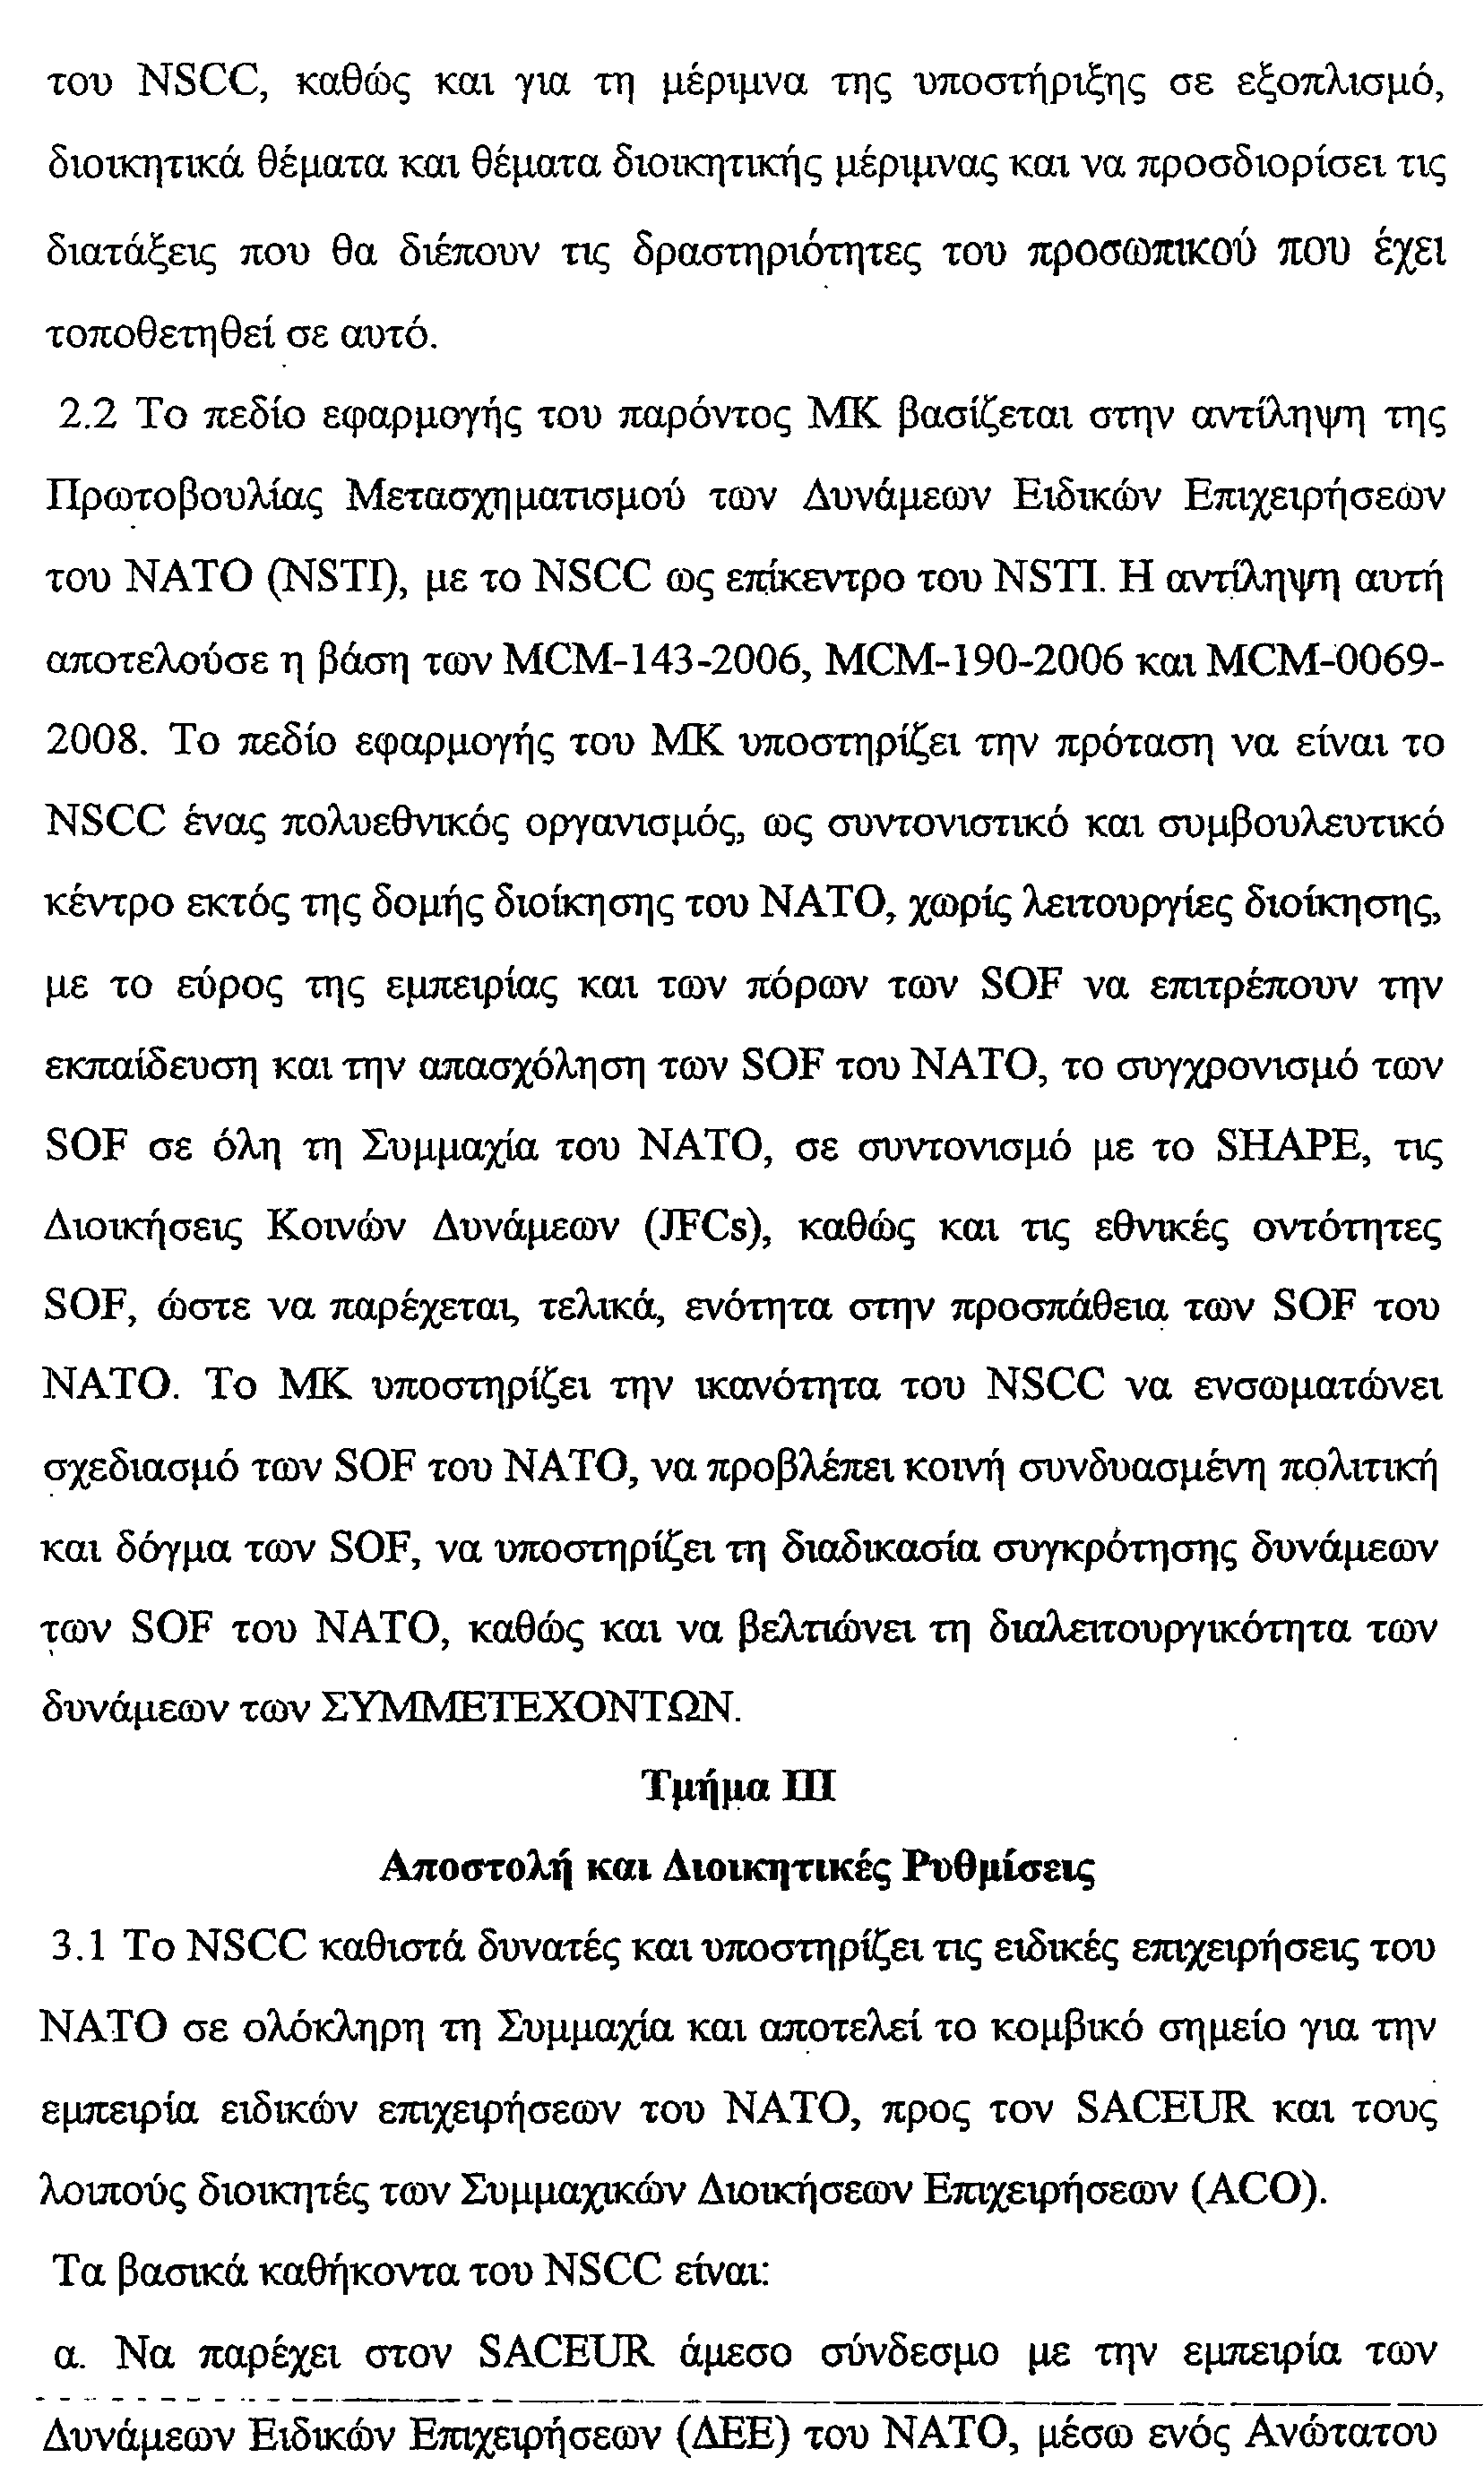 του NSCC, καθώς και για τη μέριμνα της υποστήριξης σε εξοπλισμό,
διοικητικά θέματα και θέματα διοικητικής μέριμνας και να προσδιορίσει τις
διατάξεις που θα διέπουν τις δραστηριότητες του προσωπικού που έχει
τοποθετηθεί σε αυτό.
2.2 Το πεδίο εφαρμογής του παρόντος ΜΚ βασίζεται στην αντίληψη της
Πρωτοβουλίας Μετασχηματισμού των Δυνάμεων Ειδικών Επιχειρήσεων
του ΝΑΤΟ (NSTI), με το NSCC ως επίκεντρο του NSTI. Η αντίληψη αυτή
αποτελούσε η βάση των MCM-143-2006, MCM-190-2006 και MCM-0069-
2008. Το πεδίο εφαρμογής του ΜΚ υποστηρίζει την πρόταση να είναι το
NSCC ένας πολυεθνικός οργανισμός, ως συντονιστικό και συμβουλευτικό
κέντρο εκτός της δομής διοίκησης του ΝΑΤΟ, χωρίς λειτουργίες διοίκησης,
με το εύρος της εμπειρίας και των πόρων των SOF να επιτρέπουν την
εκπαίδευση και την απασχόληση των SOF του ΝΑΤΟ, το συγχρονισμό των
SOF σε όλη τη Συμμαχία του ΝΑΤΟ, σε συντονισμό με το SHAPE, τις
Διοικήσεις Κοινών Δυνάμεων (JFCs), καθώς και τις εθνικές οντότητες
SOF, ώστε να παρέχεται, τελικά, ενότητα στην προσπάθεια των SOF του
ΝΑΤΟ. Το ΜΚ υποστηρίζει την ικανότητα του NSCC να ενσωματώνει
σχεδιασμό των SOF του ΝΑΤΟ, να προβλέπει κοινή συνδυασμένη πολιτική
και δόγμα των SOF, να υποστηρίζει τη διαδικασία συγκρότησης δυνάμεων
των SOF του ΝΑΤΟ, καθώς και να βελτιώνει τη διαλειτουργικότητα των
δυνάμεων των ΣΥΜΜΕΤΕΧΟΝΤΩΝ.
Τμήμα ΙΙΙ
Αποστολή και Διοικητικές Ρυθμίσεις
3.1 Το NSCC καθιστά δυνατές και υποστηρίζει τις ειδικές επιχειρήσεις του
ΝΑΤΟ σε ολόκληρη τη Συμμαχία και αποτελεί το κομβικό σημείο για την
εμπειρία ειδικών επιχειρήσεων του ΝΑΤΟ, προς τον SACEUR και τους
λοιπούς διοικητές των Συμμαχικών Διοικήσεων Επιχειρήσεων (ACO).
Τα βασικά καθήκοντα του NSCC είναι:
α. Να παρέχει στον SACEUR άμεσο σύνδεσμο με την εμπειρία των
Δυνάμεων Ειδικών Επιχειρήσεων (ΔΕΕ) του ΝΑΤΟ, μέσω ενός Ανώτατου